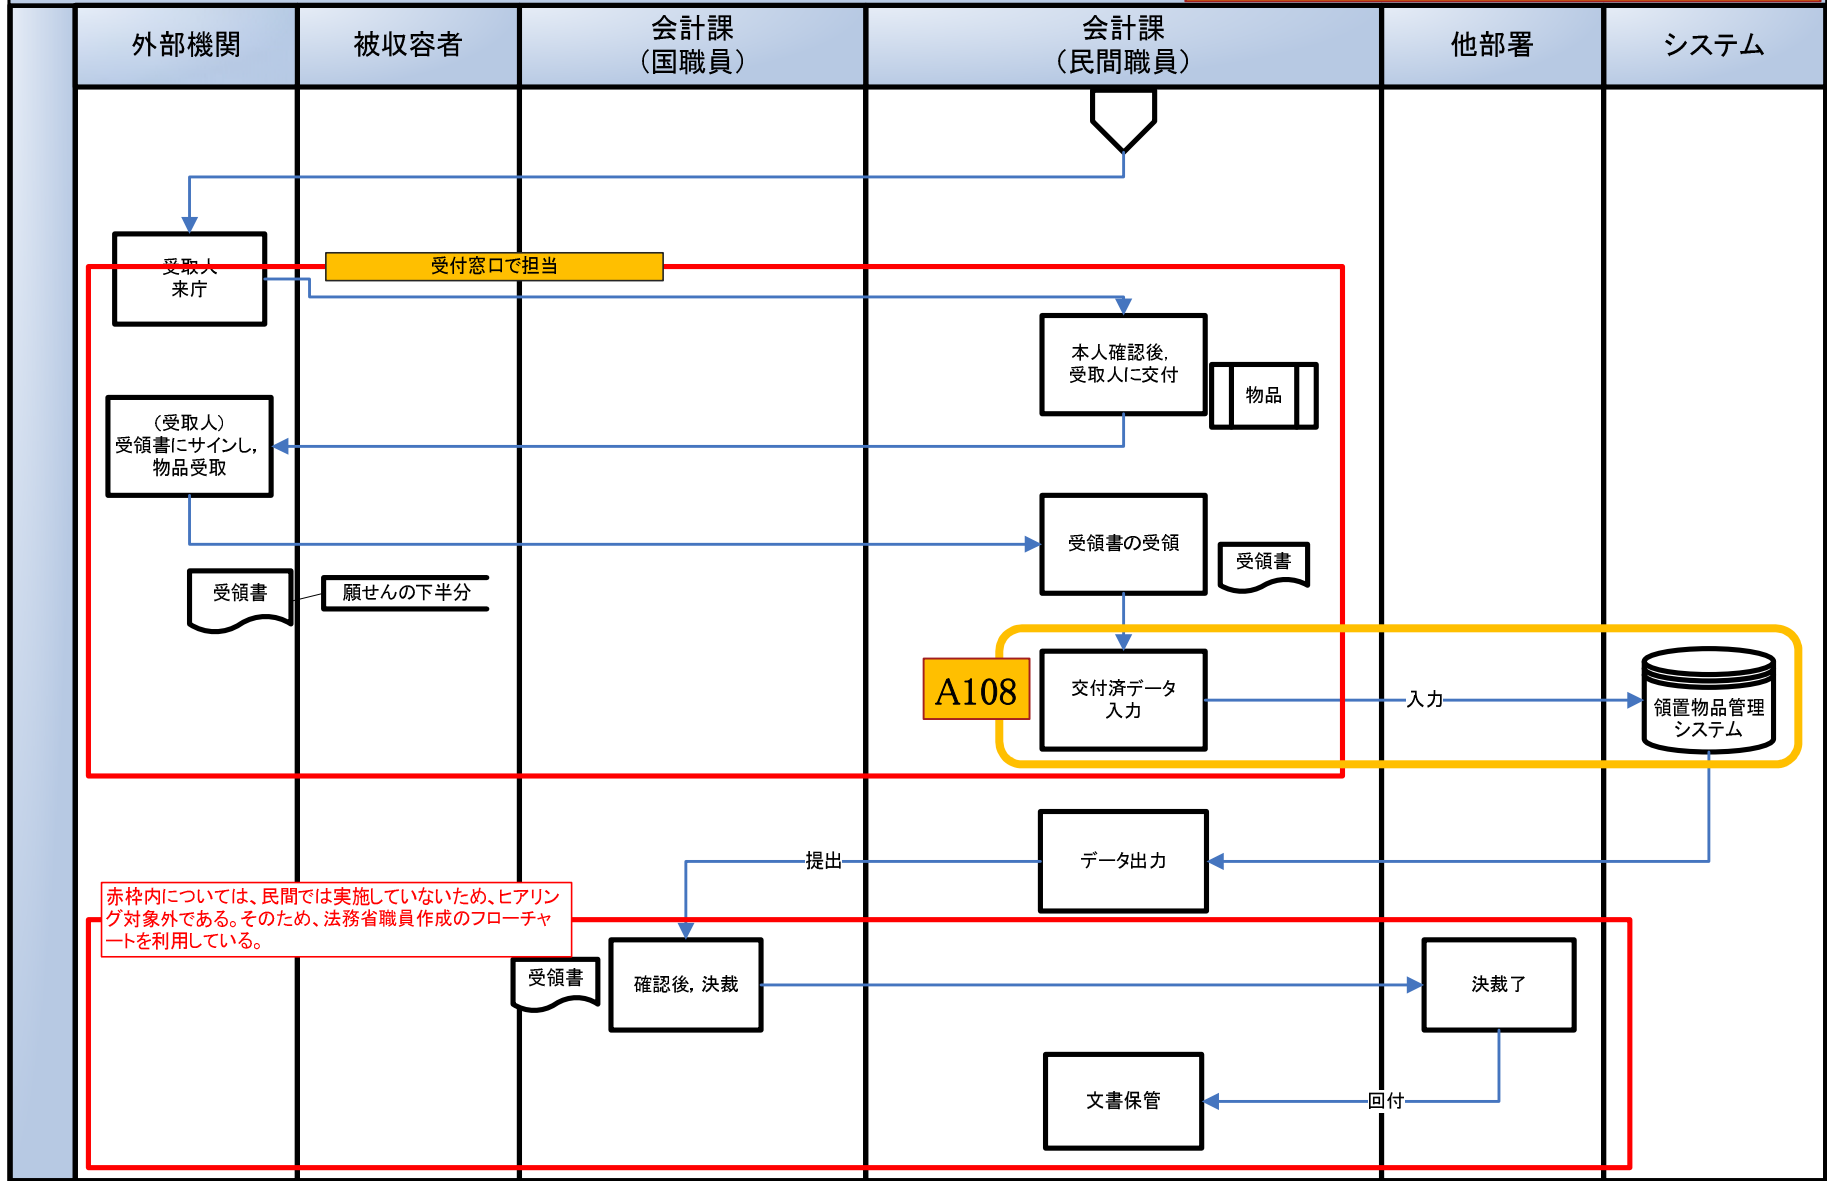 外部機関
被収容者
会計課
（国職員）
会計課
（民間職員）
他部署
システム
受取人
来庁
受付窓口で担当
本人確認後，
受取人に交付
物品
（受取人）
受領書にサインし，
物品受取
受領書の受領
受領書
受領書
願せんの下半分
A108
交付済データ
入力
入力
領置物品管理
システム
提出
データ出力
赤枠内については、民間では実施していないため、ヒアリン
グ対象外である。そのため、法務省職員作成のフローチャ
ートを利用している。
受領書
確認後，決裁
決裁了
文書保管
回付